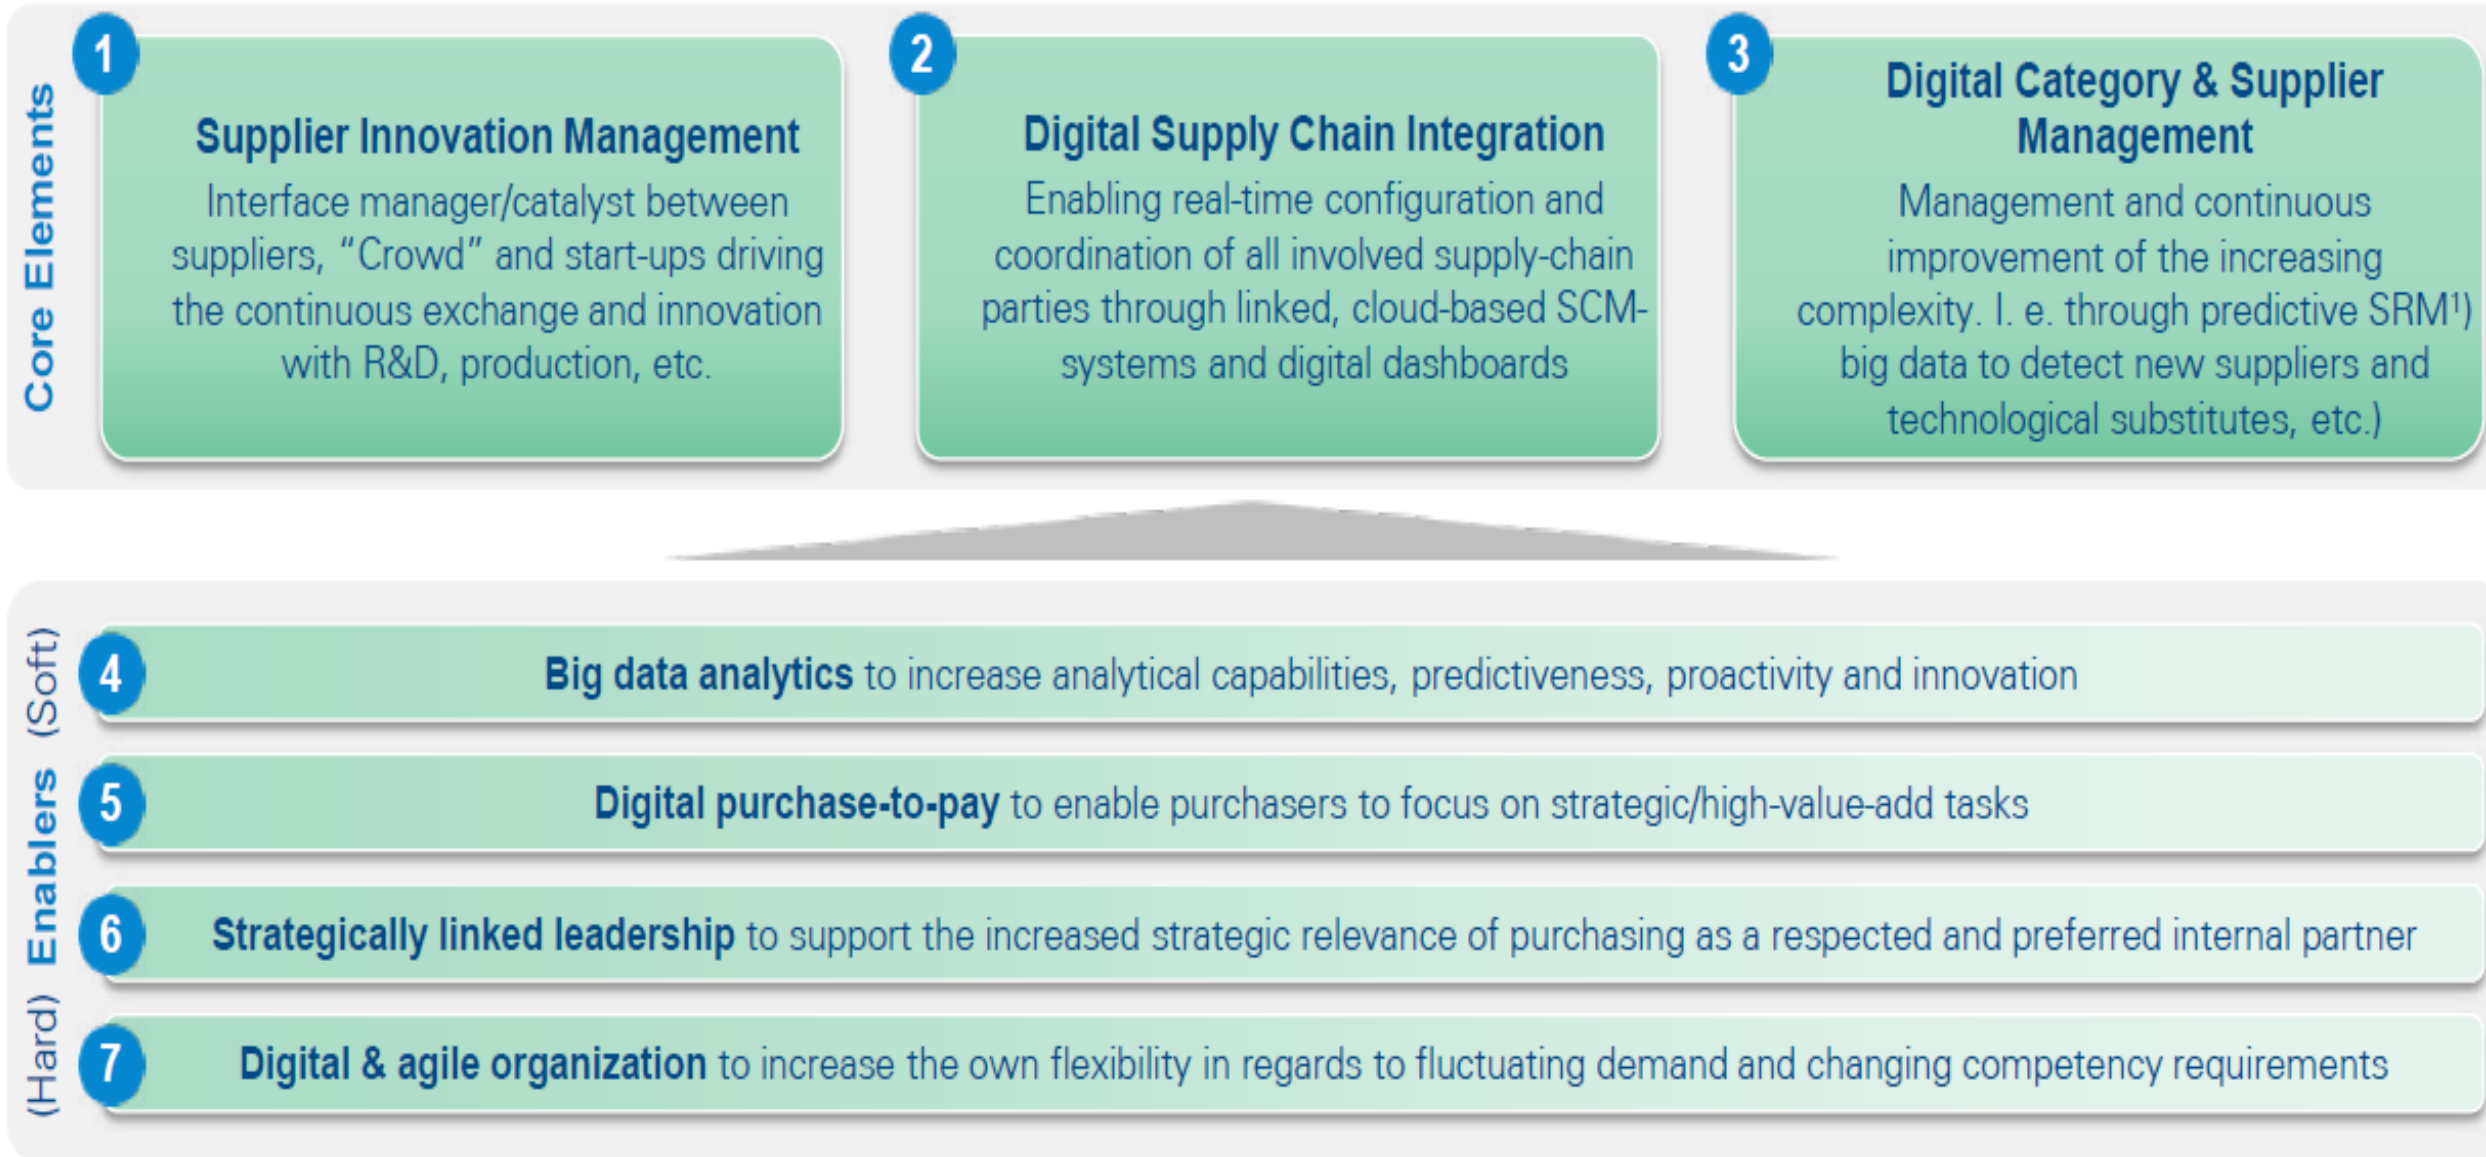 Core Elements
1
Supplier Innovation Management
Interface manager/catalyst between
suppliers, “Crowd” and start-ups driving
the continuous exchange and innovation
with R&D, production, etc.
2
Digital Supply Chain Integration
Enabling real-time configuration and
coordination of all involved supply-chain
parties through linked, cloud-based SCM-
systems and digital dashboards
3
Digital Category & Supplier
Management
Management and continuous
improvement of the increasing
complexity. I. e. through predictive SRM¹)
big data to detect new suppliers and
technological substitutes, etc.)
(Hard) Enablers (Soft)
4
Big data analytics to increase analytical capabilities, predictiveness, proactivity and innovation
5
Digital purchase-to-pay to enable purchasers to focus on strategic/high-value-add tasks
6
Strategically linked leadership to support the increased strategic relevance of purchasing as a respected and preferred internal partner
7
Digital & agile organization to increase the own flexibility in regards to fluctuating demand and changing competency requirements